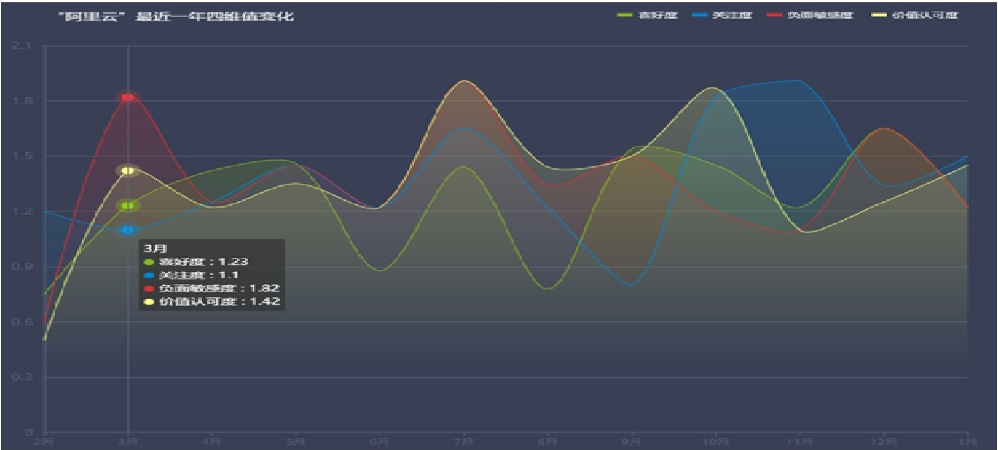 “阿里云”最近一年四维值变化
喜好度 关注度 负面敏感度 价值认可度
2.1
1.8
1.5
1.2
0.9
0.6
0.3
0
3月
喜好度：1.23
关注度：1.1
负面敏感度：1.82
价值认可度：1.42
2月 3月 4月 5月 6月 7月 8月 9月 10月 11月 12月 1月